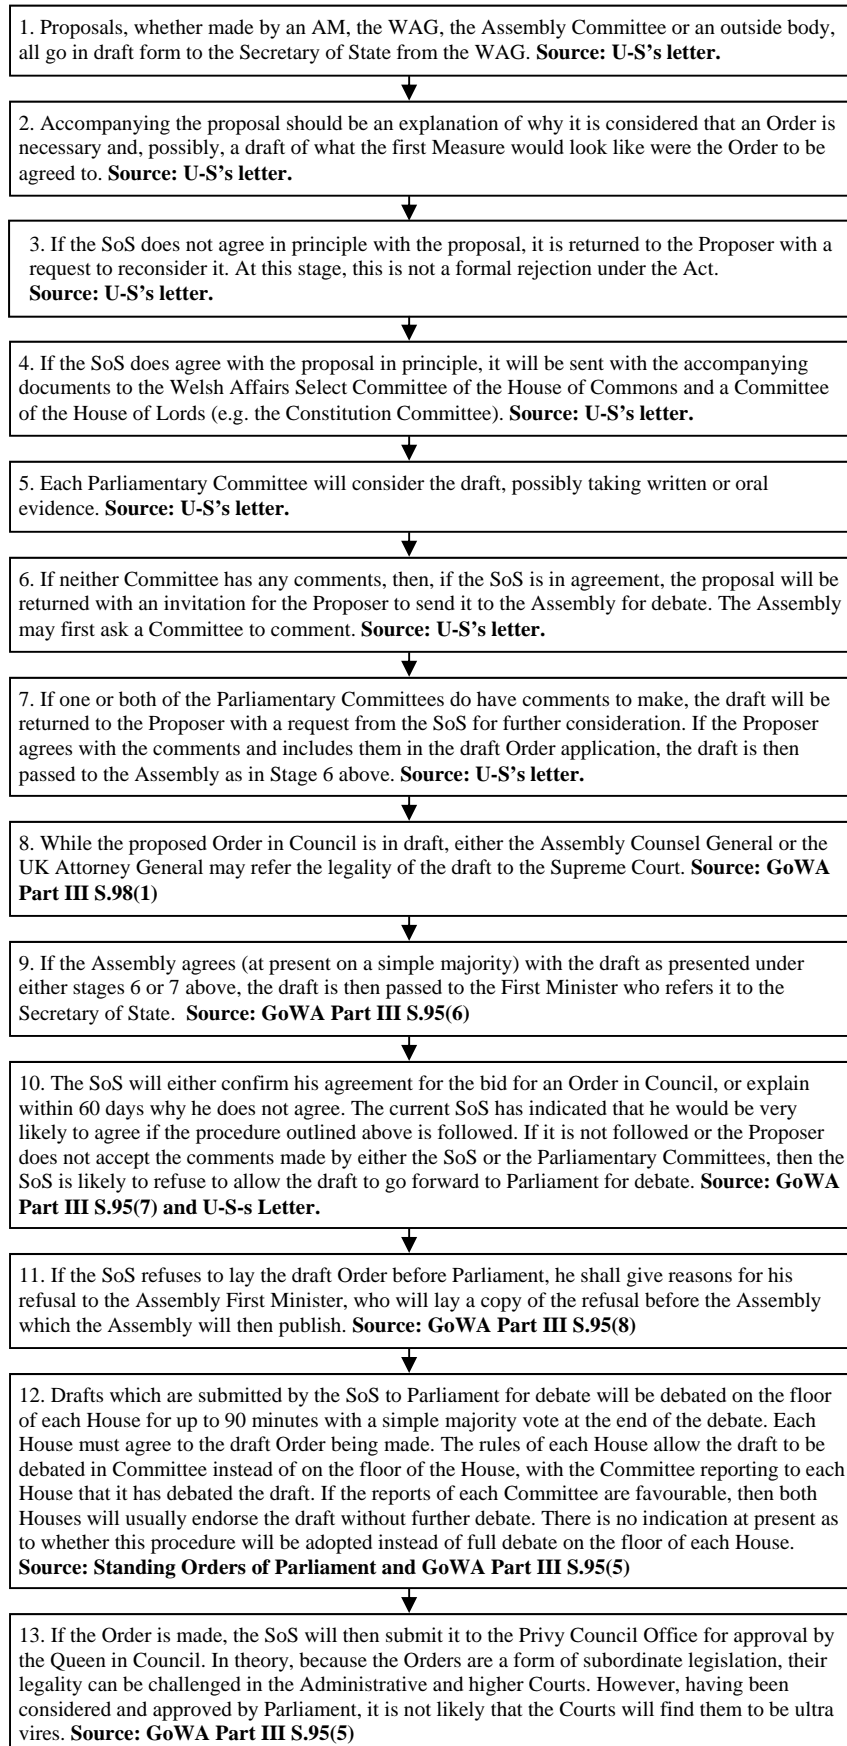 1. Proposals, whether made by an AM, the WAG, the Assembly Committee or an outside body,
all go in draft form to the Secretary of State from the WAG. Source: U-S's letter.
2. Accompanying the proposal should be an explanation of why it is considered that an Order is
necessary and, possibly, a draft of what the first Measure would look like were the Order to be
agreed to. Source: U-S's letter.
3. If the SoS does not agree in principle with the proposal, it is returned to the Proposer with a
request to reconsider it. At this stage, this is not a formal rejection under the Act.
Source: U-S's letter.
4. If the SoS does agree with the proposal in principle, it will be sent with the accompanying
documents to the Welsh Affairs Select Committee of the House of Commons and a Committee
of the House of Lords (e.g. the Constitution Committee). Source: U-S's letter.
5. Each Parliamentary Committee will consider the draft, possibly taking written or oral
evidence. Source: U-S's letter.
6. If neither Committee has any comments, then, if the SoS is in agreement, the proposal will be
returned with an invitation for the Proposer to send it to the Assembly for debate. The Assembly
may first ask a Committee to comment. Source: U-S's letter.
7. If one or both of the Parliamentary Committees do have comments to make, the draft will be
returned to the Proposer with a request from the SoS for further consideration. If the Proposer
agrees with the comments and includes them in the draft Order application, the draft is then
passed to the Assembly as in Stage 6 above. Source: U-S's letter.
8. While the proposed Order in Council is in draft, either the Assembly Counsel General or the
UK Attorney General may refer the legality of the draft to the Supreme Court. Source: GoWA
Part III S.98(1)
9. If the Assembly agrees (at present on a simple majority) with the draft as presented under
either stages 6 or 7 above, the draft is then passed to the First Minister who refers it to the
Secretary of State. Source: GoWA Part III S.95(6)
10. The SoS will either confirm his agreement for the bid for an Order in Council, or explain
within 60 days why he does not agree. The current SoS has indicated that he would be very
likely to agree if the procedure outlined above is followed. If it is not followed or the Proposer
does not accept the comments made by either the SoS or the Parliamentary Committees, then the
SoS is likely to refuse to allow the draft to go forward to Parliament for debate. Source: GoWA
Part III S.95(7) and U-S-s Letter.
11. If the SoS refuses to lay the draft Order before Parliament, he shall give reasons for his
refusal to the Assembly First Minister, who will lay a copy of the refusal before the Assembly
which the Assembly will then publish. Source: GoWA Part III S.95(8)
12. Drafts which are submitted by the SoS to Parliament for debate will be debated on the floor
of each House for up to 90 minutes with a simple majority vote at the end of the debate. Each
House must agree to the draft Order being made. The rules of each House allow the draft to be
debated in Committee instead of on the floor of the House, with the Committee reporting to each
House that it has debated the draft. If the reports of each Committee are favourable, then both
Houses will usually endorse the draft without further debate. There is no indication at present as
to whether this procedure will be adopted instead of full debate on the floor of each House.
Source: Standing Orders of Parliament and GoWA Part III S.95(5)
13. If the Order is made, the SoS will then submit it to the Privy Council Office for approval by
the Queen in Council. In theory, because the Orders are a form of subordinate legislation, their
legality can be challenged in the Administrative and higher Courts. However, having been
considered and approved by Parliament, it is not likely that the Courts will find them to be ultra
vires. Source: GoWA Part III S.95(5)